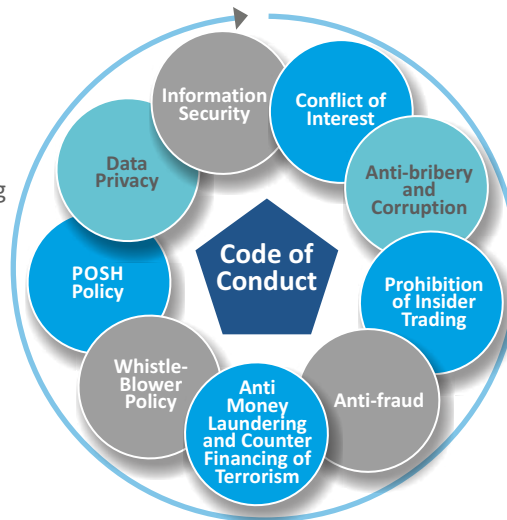 Information
Security
Conflict of
Interest
Anti-bribery
and
Corruption
Prohibition
of Insider
Trading
Anti-fraud
Anti
Money
Laundering
and Counter
Financing of
Terrorism
Whistle-
Blower
Policy
POSH
Policy
Data
Privacy
Code of
Conduct